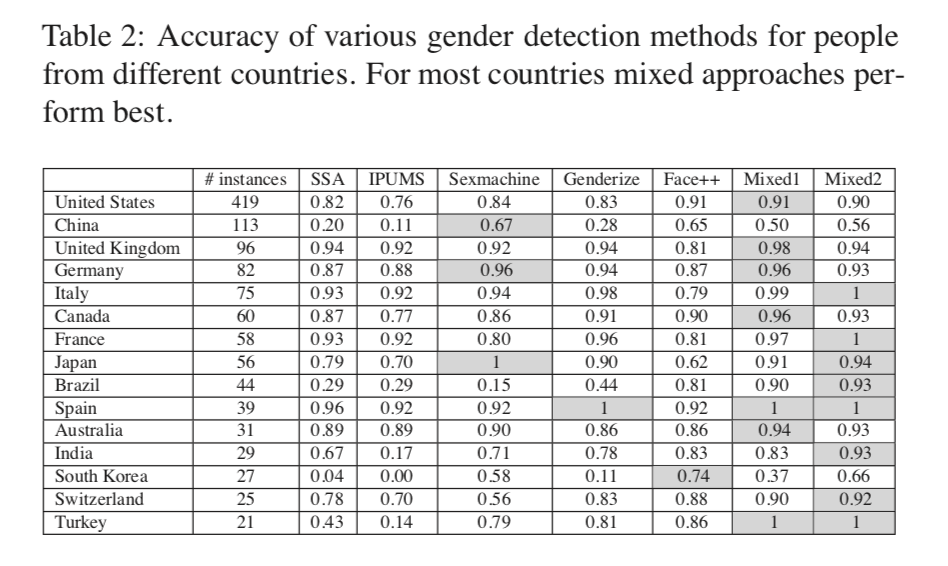 Table 2: Accuracy of various gender detection methods for people
from different countries. For most countries mixed approaches per-
form best.
# instances SSA IPUMS Sexmachine Genderize Face++ Mixed1 Mixed2
United States 419 0.82 0.76 0.84 0.83 0.91 0.91 0.90
China 113 0.20 0.11 0.67 0.28 0.65 0.50 0.56
United Kingdom 96 0.94 0.92 0.92 0.94 0.81 0.98 0.94
Germany 82 0.87 0.88 0.96 0.94 0.87 0.96 0.93
Italy 75 0.93 0.92 0.94 0.98 0.79 0.99 1
Canada 60 0.87 0.77 0.86 0.91 0.90 0.96 0.93
France 58 0.93 0.92 0.80 0.96 0.81 0.97 1
Japan 56 0.79 0.70 1 0.90 0.62 0.91 0.94
Brazil 44 0.29 0.29 0.15 0.44 0.81 0.90 0.93
Spain 39 0.96 0.92 0.92 1 0.92 1 1
Australia 31 0.89 0.89 0.90 0.86 0.86 0.94 0.93
India 29 0.67 0.17 0.71 0.78 0.83 0.83 0.93
South Korea 27 0.04 0.00 0.58 0.11 0.74 0.37 0.66
Switzerland 25 0.78 0.70 0.56 0.83 0.88 0.90 0.92
Turkey 21 0.43 0.14 0.79 0.81 0.86 1 1